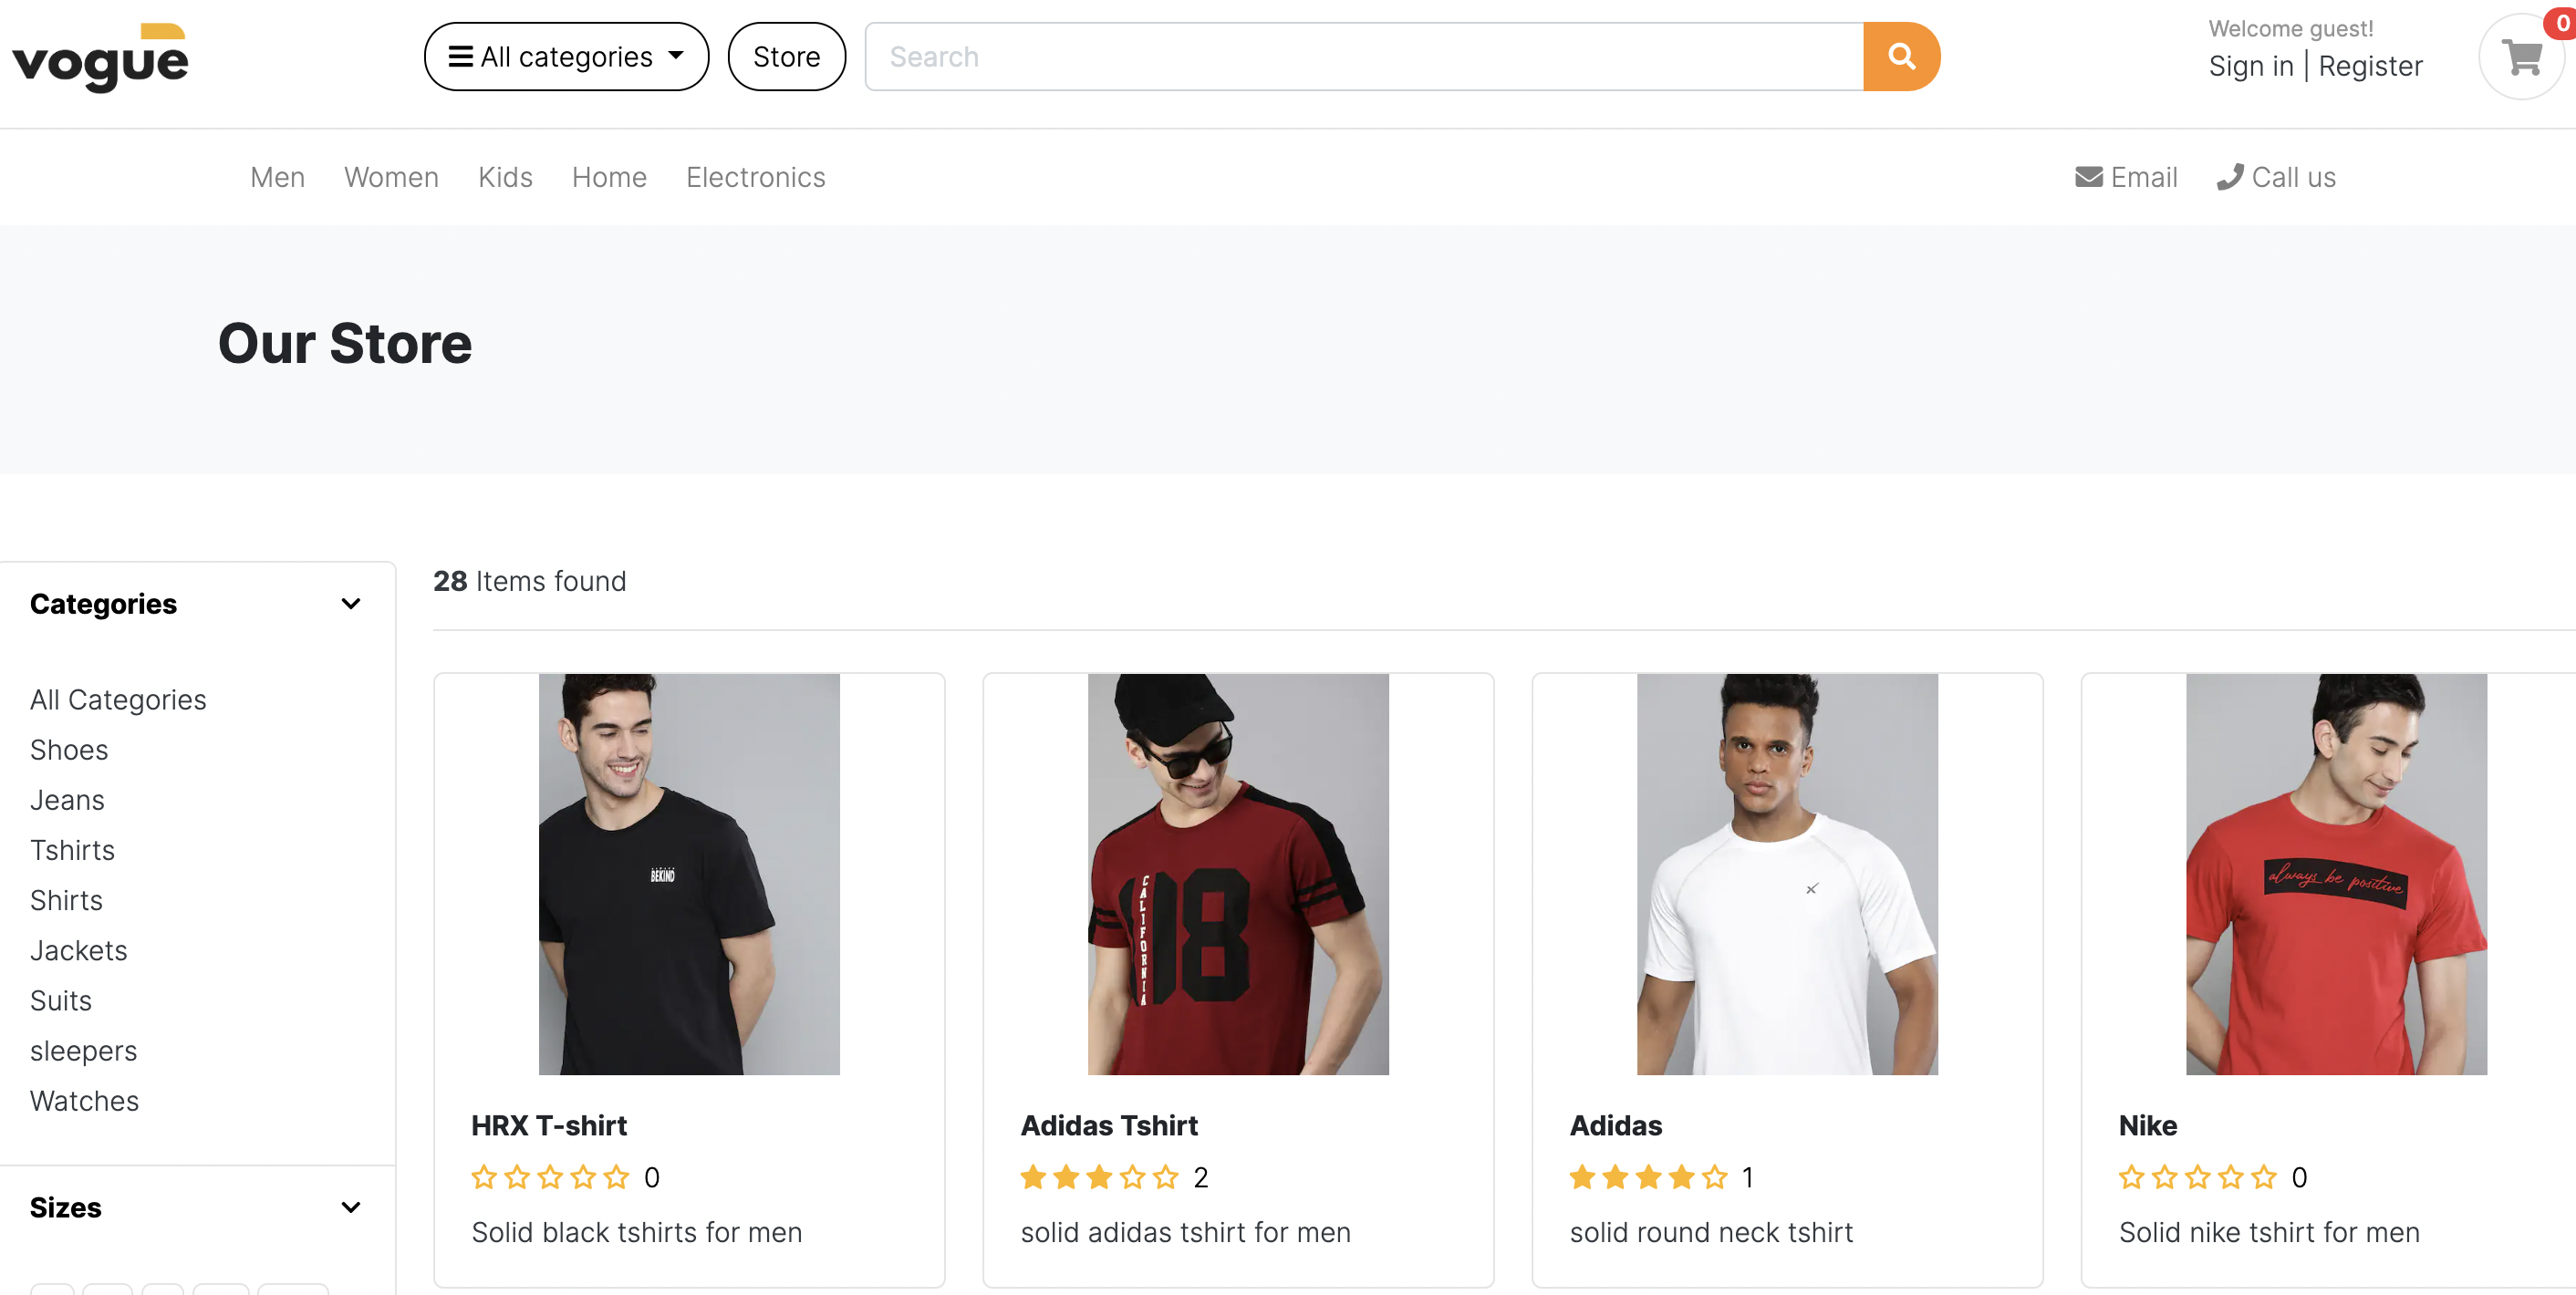 vogue
All categories
Store
Search
Welcome guest!
Sign in | Register
0
Men
Women
Kids
Home
Electronics
Email
Call us
Our Store
Categories
All Categories
Shoes
Jeans
Tshirts
Shirts
Jackets
Suits
sleepers
Watches
Sizes
28 Items found
BEKIND
HRX T-shirt
0
Solid black tshirts for men
CALIFORNIA
18
Adidas Tshirt
2
solid adidas tshirt for men
Adidas
1
solid round neck tshirt
always be positive
Nike
0
Solid nike tshirt for men